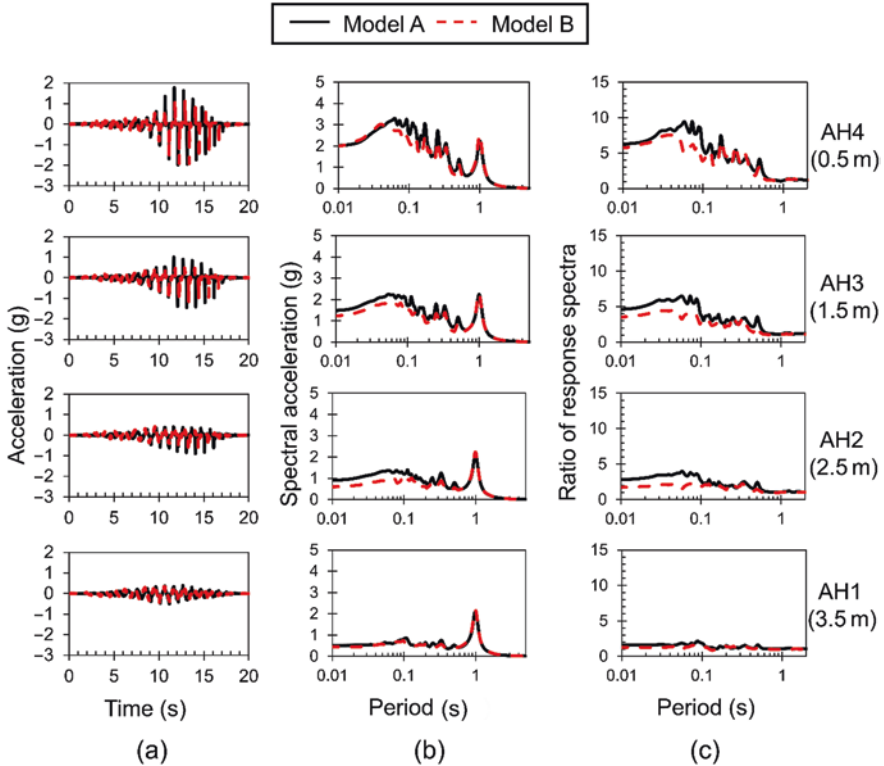 Model A Model B
Acceleration (g)
2
1
0
−1
−2
−3
0 5 10 15 20
2
1
0
−1
−2
−3
0 5 10 15 20
2
1
0
−1
−2
−3
0 5 10 15 20
2
1
0
−1
−2
−3
0 5 10 15 20
Time (s)
(a)
Spectral acceleration (g)
5
4
3
2
1
0
0.01 0.1 1
5
4
3
2
1
0
0.01 0.1 1
5
4
3
2
1
0
0.01 0.1 1
5
4
3
2
1
0
0.01 0.1 1
Period (s)
(b)
Ratio of response spectra
15
10
5
0
0.01 0.1 1
15
10
5
0
0.01 0.1 1
15
10
5
0
0.01 0.1 1
15
10
5
0
0.01 0.1 1
Period (s)
(c)
AH4
(0.5 m)
AH3
(1.5 m)
AH2
(2.5 m)
AH1
(3.5 m)